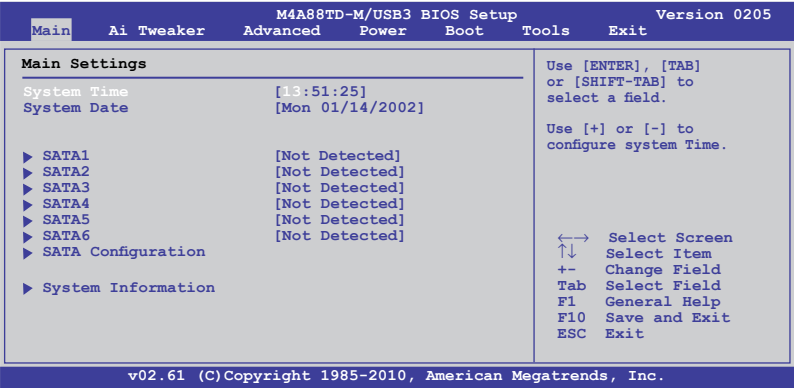 M4A88TD-M/USB3 BIOS Setup Version 0205
Main Ai Tweaker Advanced Power Boot Tools Exit
Main Settings
System Time [13:51:25]
System Date [Mon 01/14/2002]
SATA1 [Not Detected]
SATA2 [Not Detected]
SATA3 [Not Detected]
SATA4 [Not Detected]
SATA5 [Not Detected]
SATA6 [Not Detected]
SATA Configuration
System Information
Use [ENTER], [TAB]
or [SHIFT-TAB] to
select a field.
Use [+] or [-] to
configure system Time.
←→ Select Screen
↑↓ Select Item
+- Change Field
Tab Select Field
F1 General Help
F10 Save and Exit
ESC Exit
v02.61 (C)Copyright 1985-2010, American Megatrends, Inc.